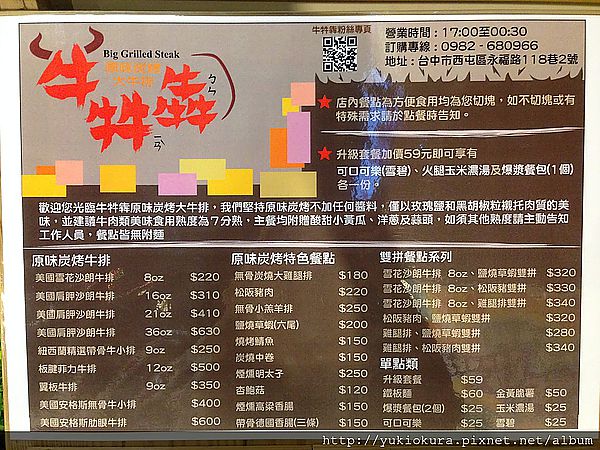 Big Grilled Steak
原味炭烤
大牛排
牛牪犇
ㄧㄢˋ
ㄅㄣ
牛牪犇粉絲專頁
營業時間：17:00至00:30
訂購專線：0982 - 680966
地址：台中市西屯區永福路118巷2號
★ 店內餐點為方便食用均為您切塊，如不切塊或有
特殊需求請於點餐時告知。
★ 升級套餐加價59元即可享有
可口可樂(雪碧)、火腿玉米濃湯及爆漿餐包(1個)
各一份。
歡迎您光臨牛牪犇原味炭烤大牛排，我們堅持原味炭烤不加任何醬料，僅以玫瑰鹽和黑胡椒粒襯托肉質的美
味，並建議牛肉類美味食用熟度為７分熟，主餐均附贈酸甜小黃瓜、洋蔥及蒜頭，如須其他熟度請主動告知
工作人員，餐點皆無附麵
原味炭烤牛排
美國雪花沙朗牛排 8oz $220
美國肩胛沙朗牛排 16oz $310
美國肩胛沙朗牛排 21oz $410
美國肩胛沙朗牛排 36oz $630
紐西蘭精選帶骨牛小排 9oz $250
板腱菲力牛排 12oz $500
翼板牛排 9oz $350
美國安格斯無骨牛小排 $400
美國安格斯肋眼牛排 $600
原味炭烤特色餐點
無骨炭燒大雞腿排 $180
松阪豬肉 $220
無骨小羔羊排 $250
鹽燒草蝦(六尾) $200
燒烤鯖魚 $150
炭燒中卷 $150
煙燻明太子 $250
杏鮑菇 $120
煙燻高粱香腸 $150
帶骨德國香腸(三條) $150
雙拼餐點系列
雪花沙朗牛排 8oz、鹽燒草蝦雙拼 $320
雪花沙朗牛排 8oz、松阪豬雙拼 $330
雪花沙朗牛排 8oz、雞腿排雙拼 $340
松阪豬肉、鹽燒草蝦雙拼 $320
雞腿排、鹽燒草蝦雙拼 $280
雞腿排、松阪豬肉雙拼 $340
單點類
升級套餐 $59
鐵板麵 $60 金黃脆薯 $50
爆漿餐包(2個) $25 玉米濃湯 $25
可口可樂 $25 雪碧 $25
http://yukiokura.pixnet.net/album